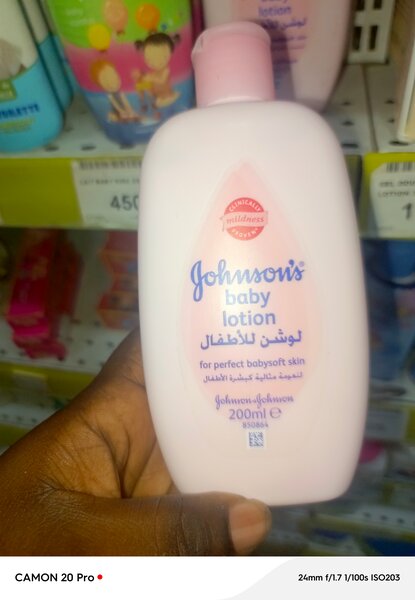 lotion
CLINICALLY
mildness
PROVEN
Johnson's®
baby
lotion
لوشن للأطفال
for perfect babysoft skin
لنعومة مثالية كبشرة الأطفال
Johnson & Johnson
200ml ℮
850864
450
CAMON 20 Pro
24mm f/1.7 1/100s ISO203